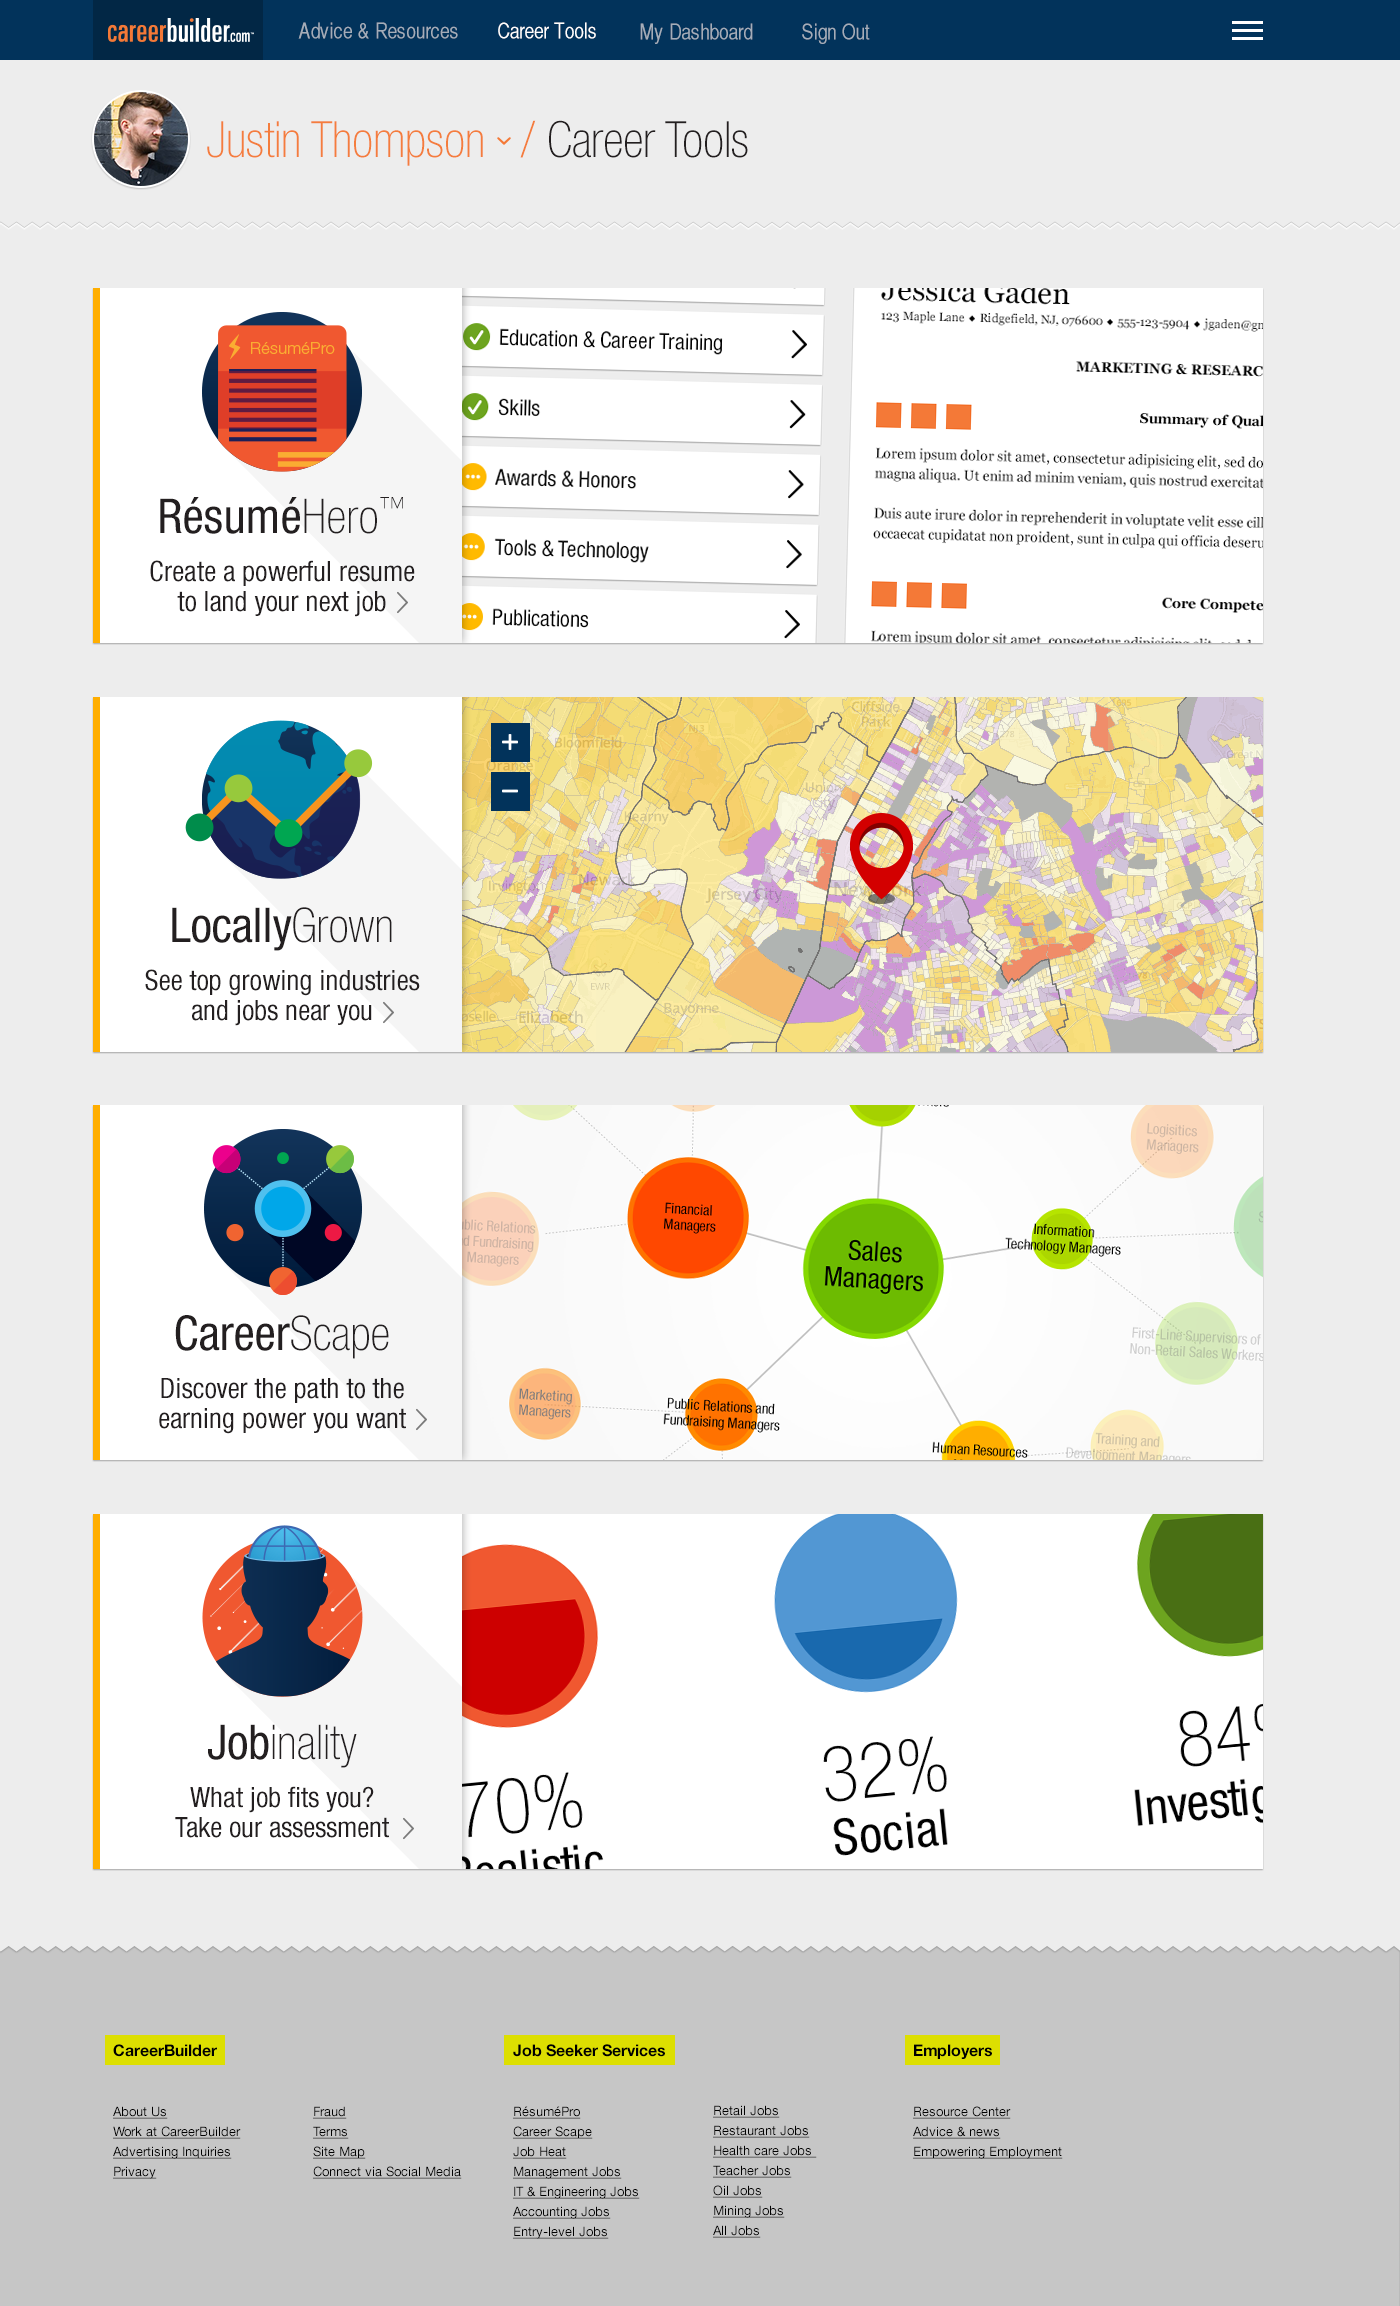 careerbuilder.com
Advice & Resources
Career Tools
My Dashboard
Sign Out
Justin Thompson / Career Tools
RésuméPro
RésuméHero™
Create a powerful resume
to land your next job
Education & Career Training
Skills
Awards & Honors
Tools & Technology
Publications
Jessica Gaden
123 Maple Lane ◆ Ridgefield, NJ, 076600 ◆ 555-123-5904 ◆ jgaden@gm
MARKETING & RESEARC
Summary of Qual
Lorem ipsum dolor sit amet, consectetur adipisicing elit, sed do
magna aliqua. Ut enim ad minim veniam, quis nostrud exercitat
Duis aute irure dolor in reprehenderit in voluptate velit esse cill
occaecat cupidatat non proident, sunt in culpa qui officia deseru
Core Compete
Lorem ipsum dolor sit amet, consectetur adipisicing elit, sed d
LocallyGrown
See top growing industries
and jobs near you
+
−
Cliffside
Park
Bloomfield
Orange
Union
City
Kearny
Irvington
Newark
Jersey City
New York
EWR
Bayonne
Elizabeth
CareerScape
Discover the path to the
earning power you want
Logisitics
Managers
Financial
Managers
Sales
Managers
Information
Technology Managers
blic Relations
d Fundraising
Managers
First-Line Supervisors of
Non-Retail Sales Workers
Marketing
Managers
Public Relations and
Fundraising Managers
Human Resources
Training and
Development Managers
Jobinality
What job fits you?
Take our assessment
70%
Realistic
32%
Social
84%
Investig
CareerBuilder
About Us
Work at CareerBuilder
Advertising Inquiries
Privacy
Fraud
Terms
Site Map
Connect via Social Media
Job Seeker Services
RésuméPro
Career Scape
Job Heat
Management Jobs
IT & Engineering Jobs
Accounting Jobs
Entry-level Jobs
Retail Jobs
Restaurant Jobs
Health care Jobs
Teacher Jobs
Oil Jobs
Mining Jobs
All Jobs
Employers
Resource Center
Advice & news
Empowering Employment